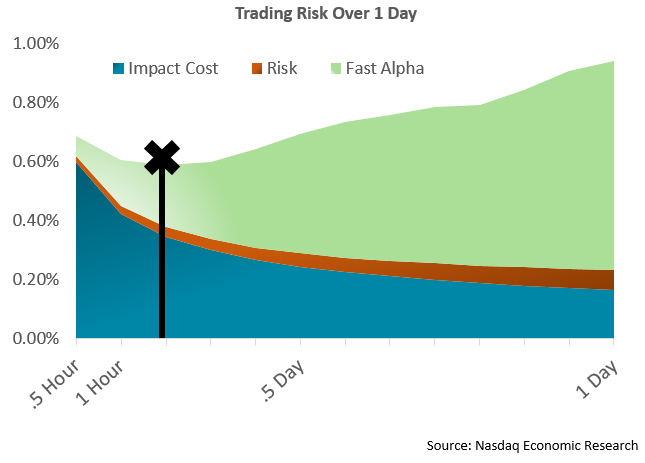 Trading Risk Over 1 Day
1.00%
Impact Cost Risk Fast Alpha
0.80%
0.60%
0.40%
0.20%
0.00%
.5 Hour 1 Hour .5 Day 1 Day
Source: Nasdaq Economic Research